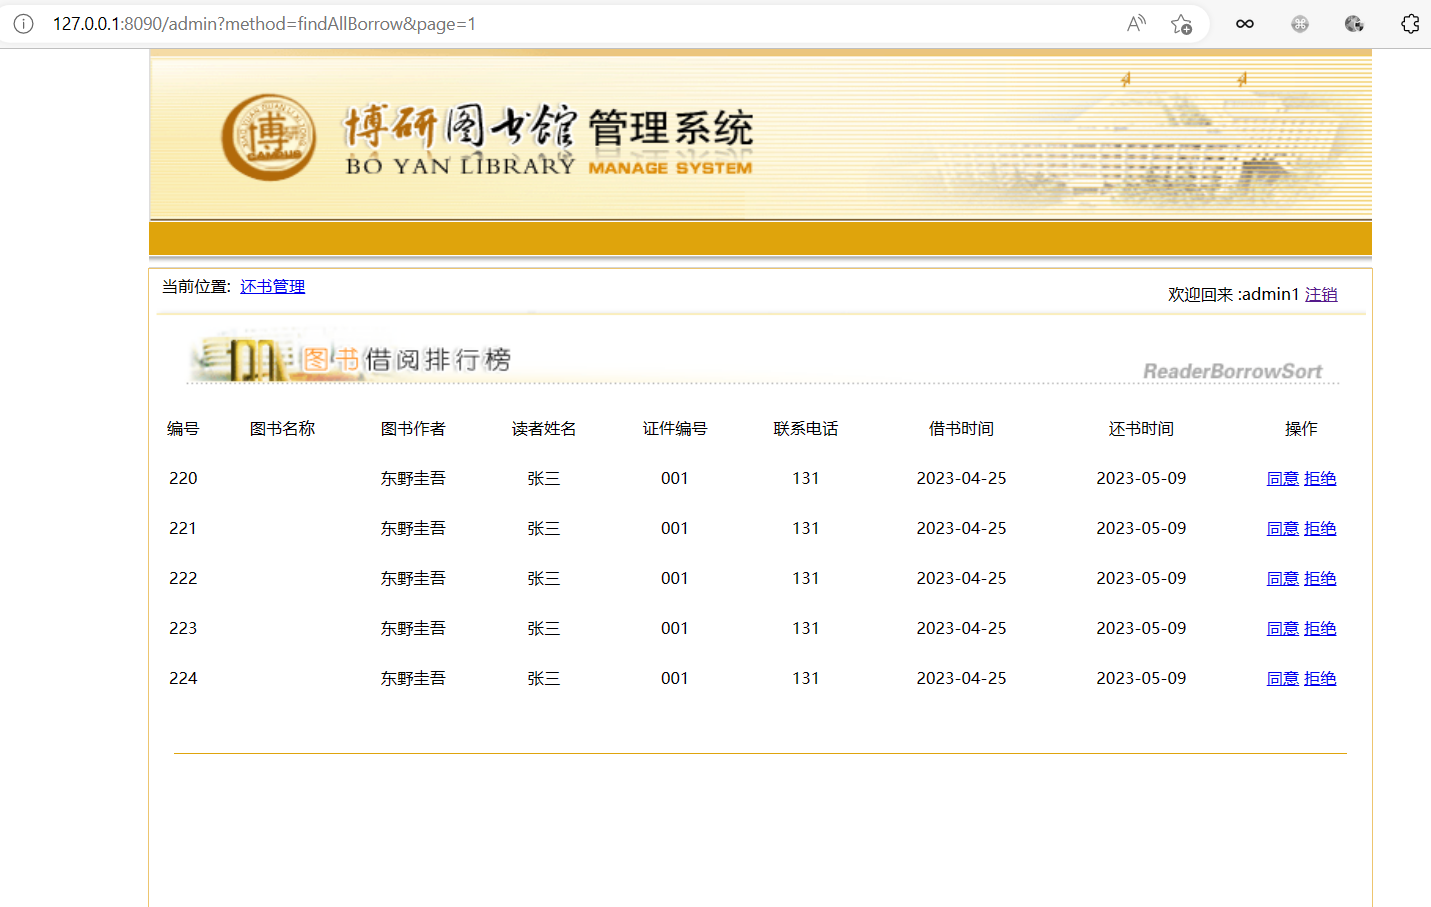 127.0.0.1:8090/admin?method=findAllBorrow&page=1
博研图书馆 管理系统
BO YAN LIBRARY MANAGE SYSTEM
博研
CAMPUS
当前位置: 还书管理
欢迎回来 :admin1 注销
图书借阅排行榜
ReaderBorrowSort
编号 图书名称 图书作者 读者姓名 证件编号 联系电话 借书时间 还书时间 操作
220 东野圭吾 张三 001 131 2023-04-25 2023-05-09 同意 拒绝
221 东野圭吾 张三 001 131 2023-04-25 2023-05-09 同意 拒绝
222 东野圭吾 张三 001 131 2023-04-25 2023-05-09 同意 拒绝
223 东野圭吾 张三 001 131 2023-04-25 2023-05-09 同意 拒绝
224 东野圭吾 张三 001 131 2023-04-25 2023-05-09 同意 拒绝